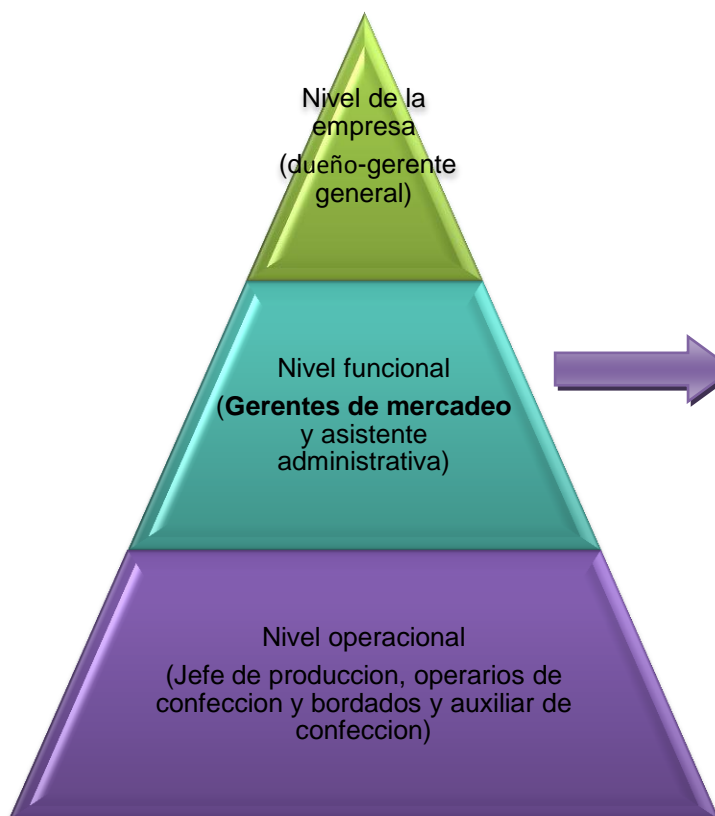 Nivel de la
empresa
(dueño-gerente
general)
Nivel funcional
(Gerentes de mercadeo
y asistente
administrativa)
Nivel operacional
(Jefe de produccion, operarios de
confeccion y bordados y auxiliar de
confeccion)